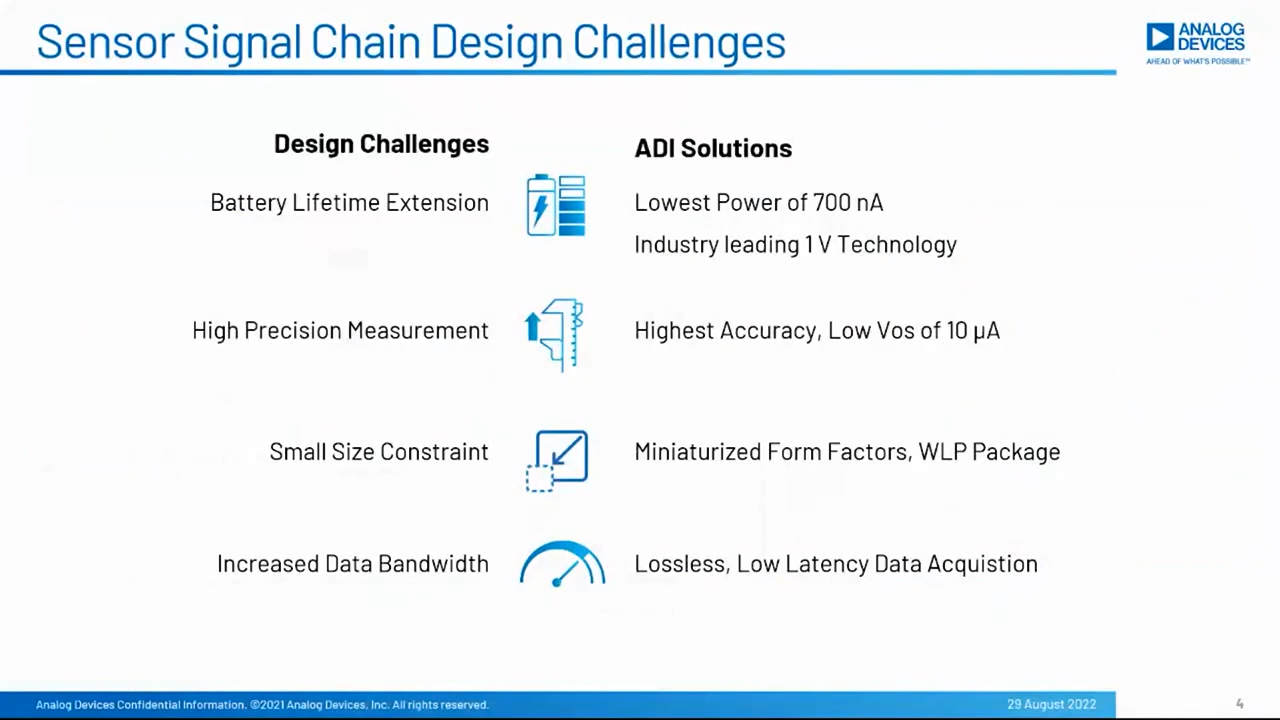 Sensor Signal Chain Design Challenges
ANALOG
DEVICES
AHEAD OF WHAT'S POSSIBLE™
Design Challenges
ADI Solutions
Battery Lifetime Extension
Lowest Power of 700 nA
Industry leading 1 V Technology
High Precision Measurement
Highest Accuracy, Low Vos of 10 µA
Small Size Constraint
Miniaturized Form Factors, WLP Package
Increased Data Bandwidth
Lossless, Low Latency Data Acquistion
Analog Devices Confidential Information. ©2021 Analog Devices, Inc. All rights reserved.
29 August 2022
4